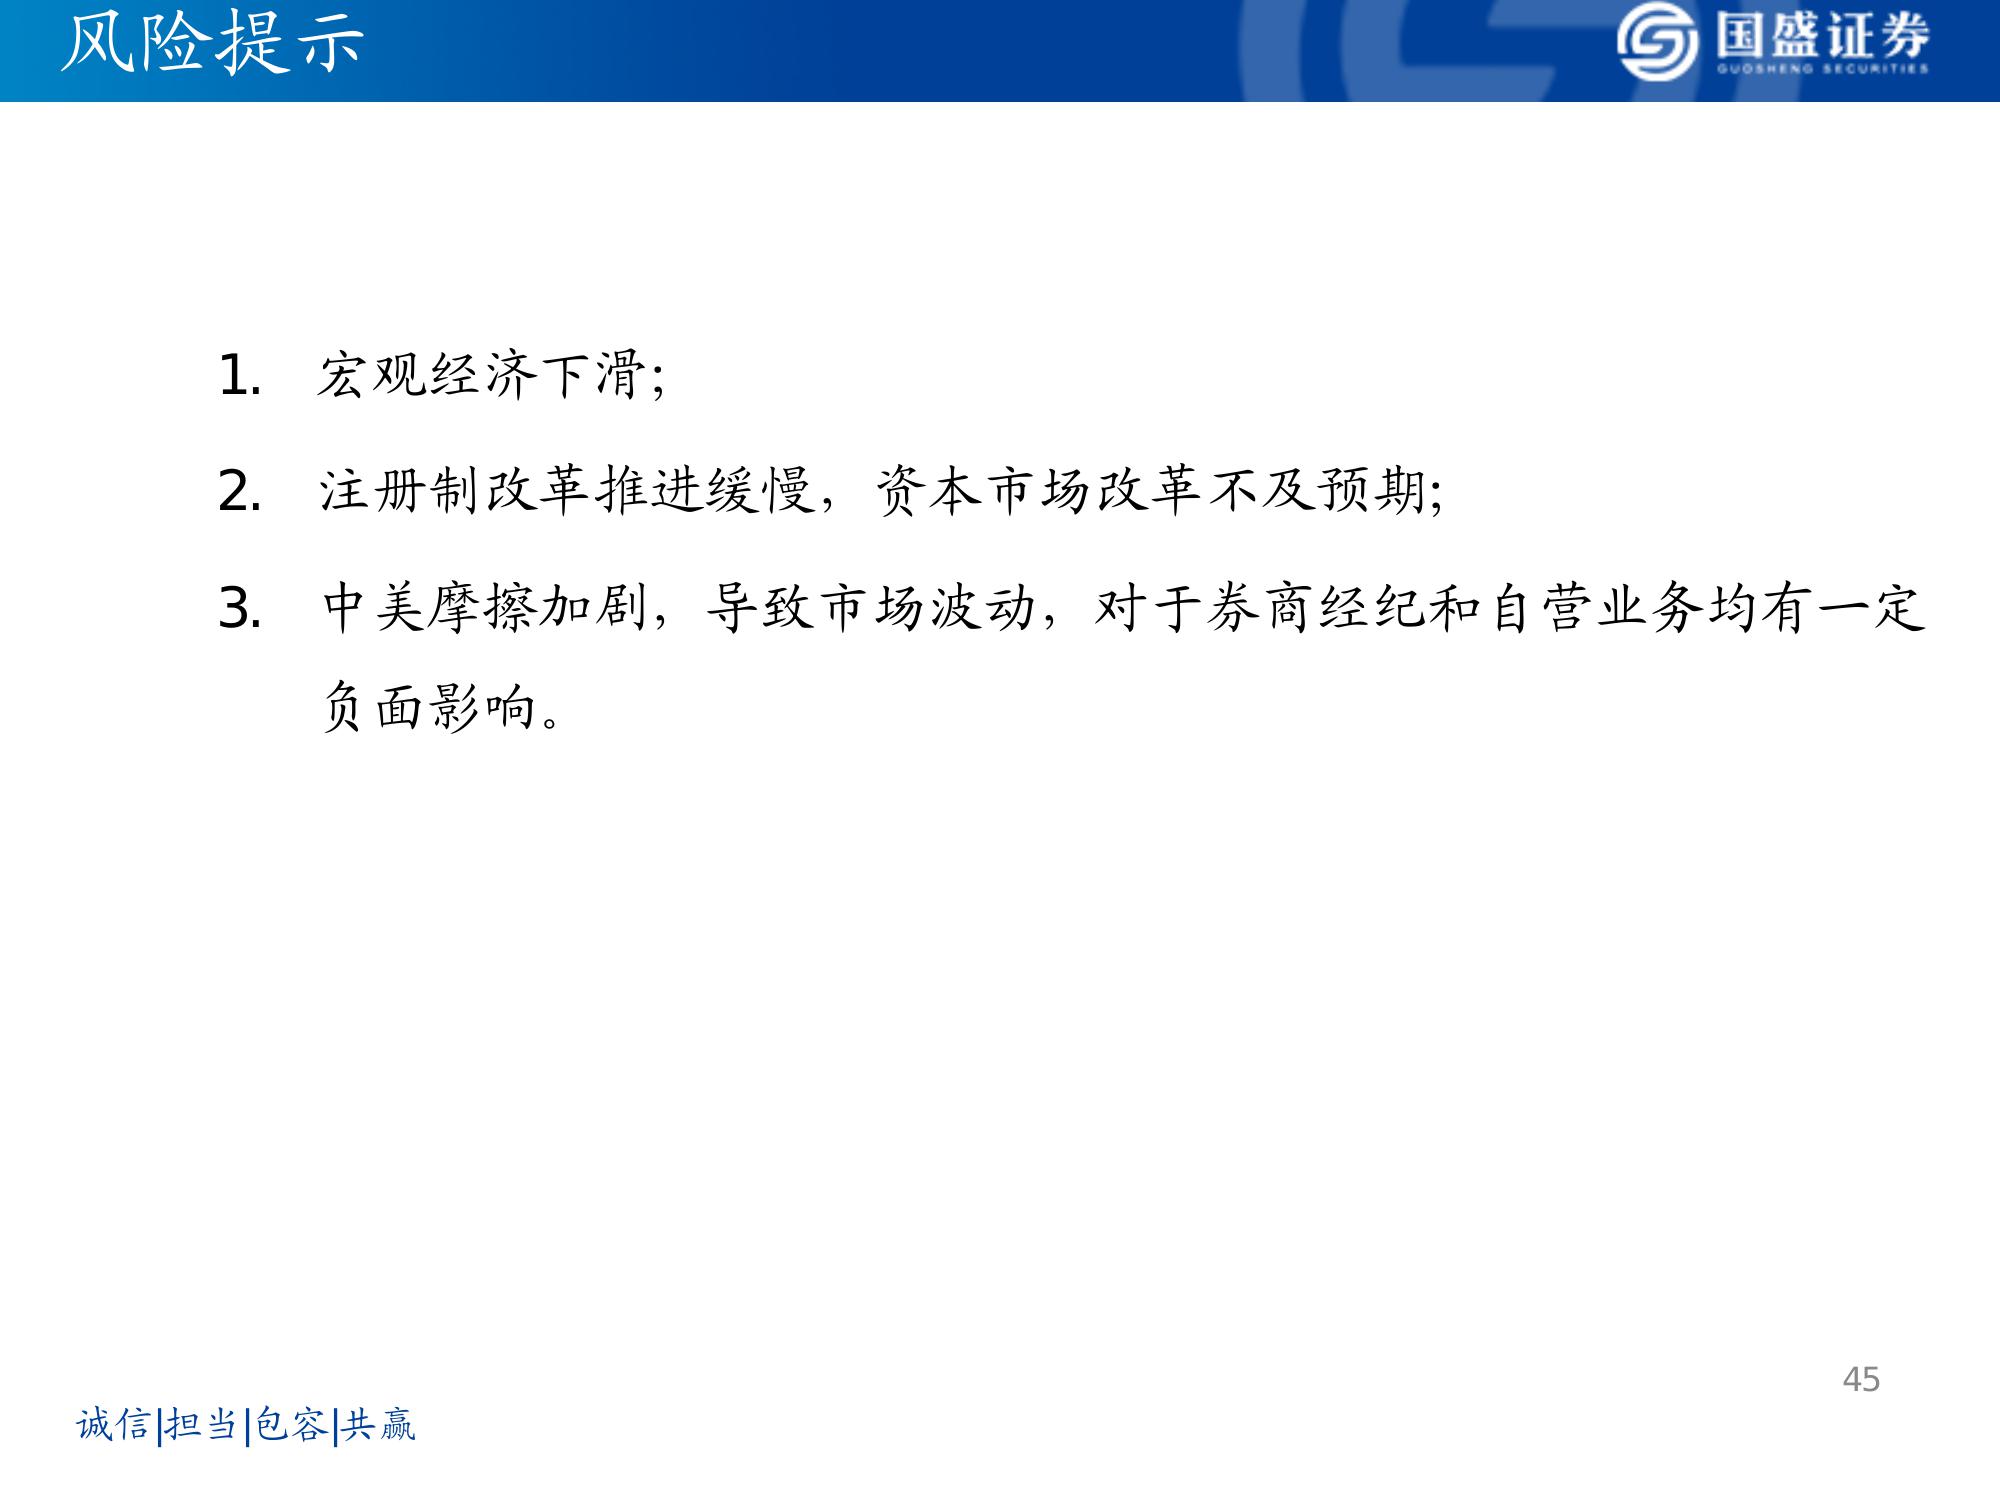 风险提示
国盛证券
GUOSHENG SECURITIES
1. 宏观经济下滑;
2. 注册制改革推进缓慢，资本市场改革不及预期;
3. 中美摩擦加剧，导致市场波动，对于券商经纪和自营业务均有一定
负面影响。
45
诚信|担当|包容|共赢